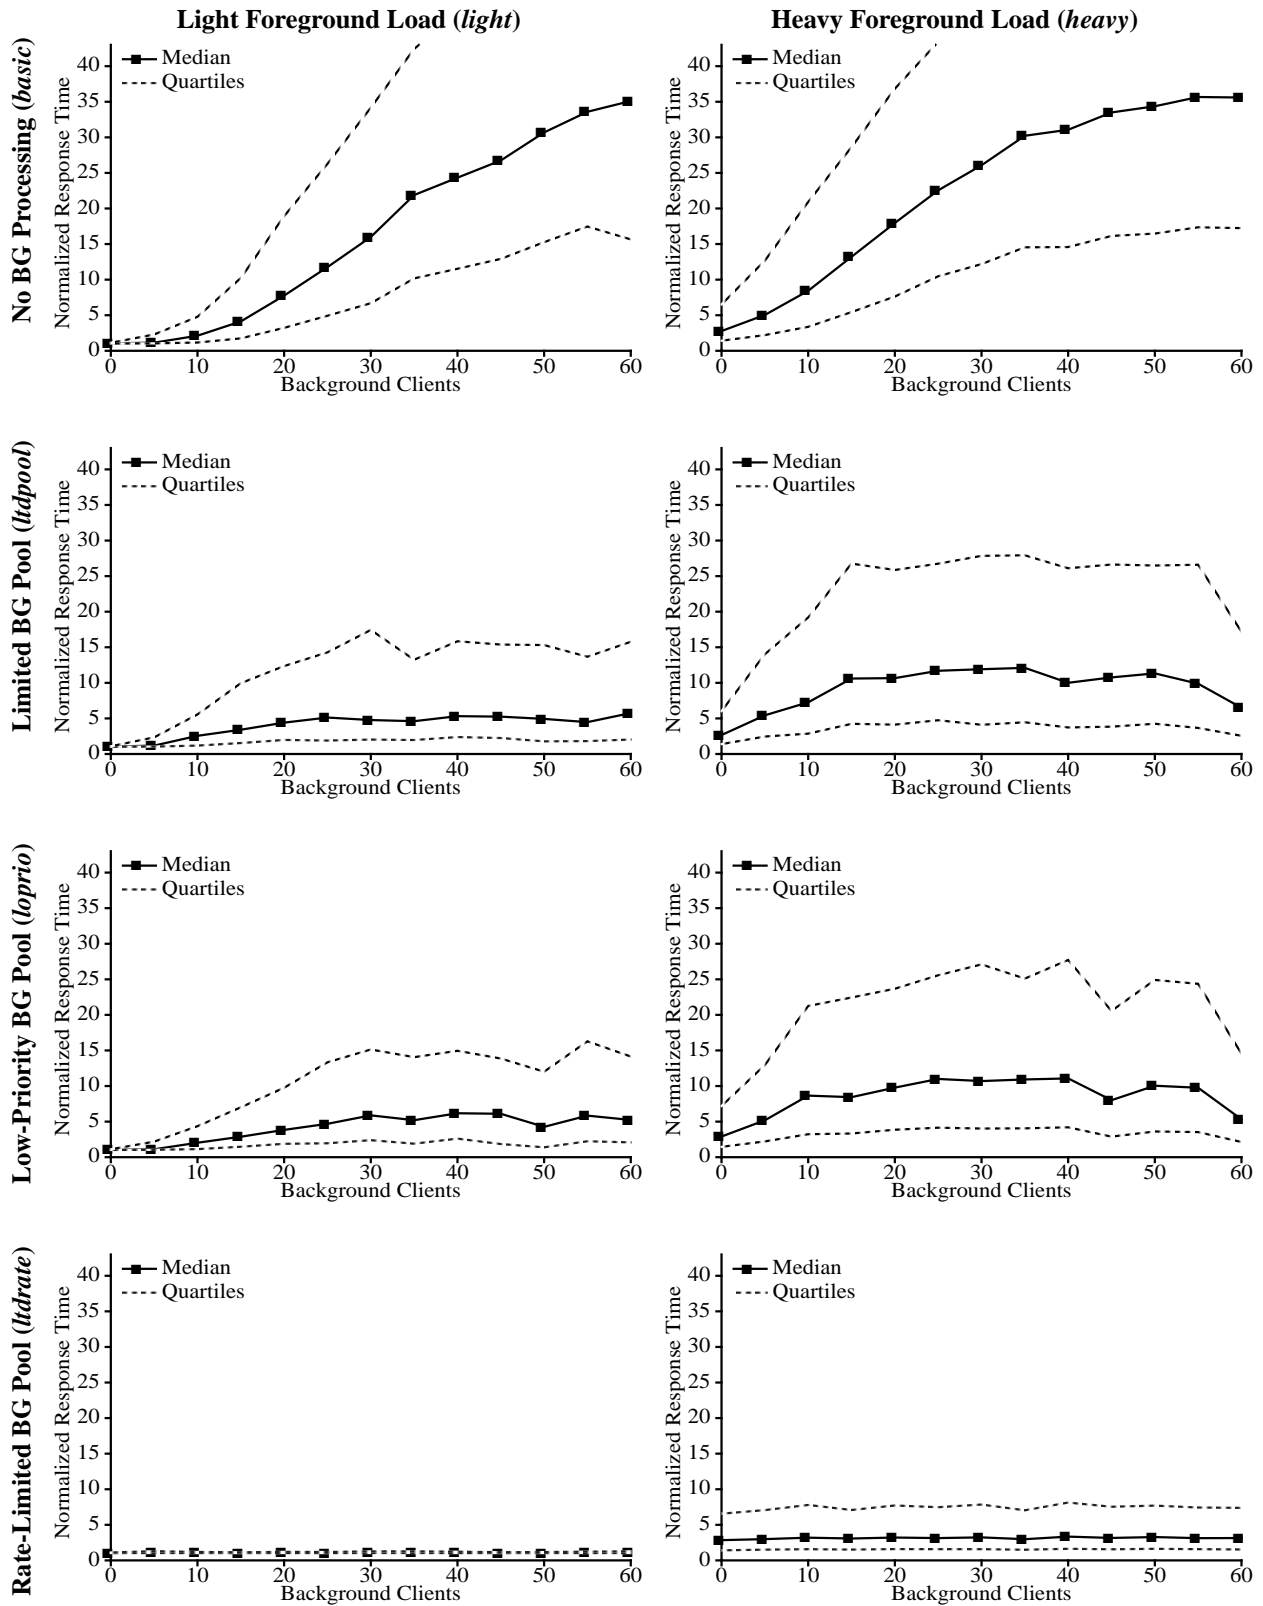 Light Foreground Load (light)
Heavy Foreground Load (heavy)
No BG Processing (basic)
Normalized Response Time
40
35
30
25
20
15
10
5
0
Median
Quartiles
0 10 20 30 40 50 60
Background Clients
Normalized Response Time
40
35
30
25
20
15
10
5
0
Median
Quartiles
0 10 20 30 40 50 60
Background Clients
Limited BG Pool (ltdpool)
Normalized Response Time
40
35
30
25
20
15
10
5
0
Median
Quartiles
0 10 20 30 40 50 60
Background Clients
Normalized Response Time
40
35
30
25
20
15
10
5
0
Median
Quartiles
0 10 20 30 40 50 60
Background Clients
Low-Priority BG Pool (loprio)
Normalized Response Time
40
35
30
25
20
15
10
5
0
Median
Quartiles
0 10 20 30 40 50 60
Background Clients
Normalized Response Time
40
35
30
25
20
15
10
5
0
Median
Quartiles
0 10 20 30 40 50 60
Background Clients
Rate-Limited BG Pool (ltdrate)
Normalized Response Time
40
35
30
25
20
15
10
5
0
Median
Quartiles
0 10 20 30 40 50 60
Background Clients
Normalized Response Time
40
35
30
25
20
15
10
5
0
Median
Quartiles
0 10 20 30 40 50 60
Background Clients